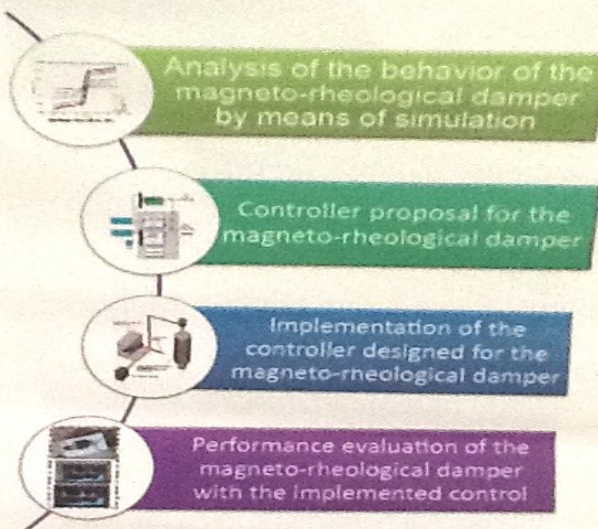 Analysis of the behavior of the
magneto-rheological damper
by means of simulation
Controller proposal for the
magneto-rheological damper
Implementation of the
controller designed for the
magneto-rheological damper
Performance evaluation of the
magneto-rheological damper
with the implemented control